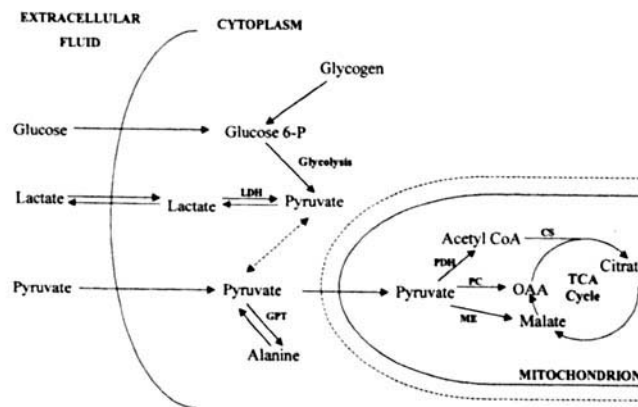 EXTRACELLULAR
FLUID
CYTOPLASM
Glycogen
Glucose
Glucose 6-P
Glycolysis
Lactate
Lactate
LDH
Pyruvate
Acetyl CoA
CS
Citrat
PDH
Pyruvate
Pyruvate
Pyruvate
PC
OAA
TCA
Cycle
GPT
ME
Malate
Alanine
MITOCHONDRION